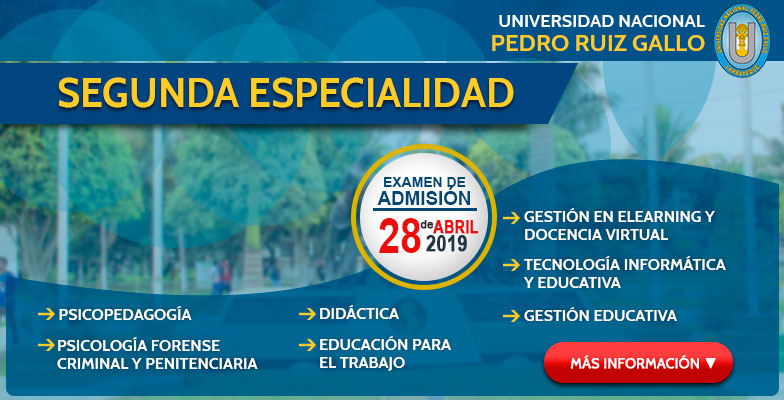 UNIVERSIDAD NACIONAL
PEDRO RUIZ GALLO
SEGUNDA ESPECIALIDAD
EXAMEN DE
ADMISIÓN
28 de ABRIL
2019
GESTIÓN EN ELEARNING Y
DOCENCIA VIRTUAL
TECNOLOGÍA INFORMÁTICA
Y EDUCATIVA
GESTIÓN EDUCATIVA
PSICOPEDAGOGÍA
PSICOLOGÍA FORENSE
CRIMINAL Y PENITENCIARIA
DIDÁCTICA
EDUCACIÓN PARA
EL TRABAJO
MÁS INFORMACIÓN ▼